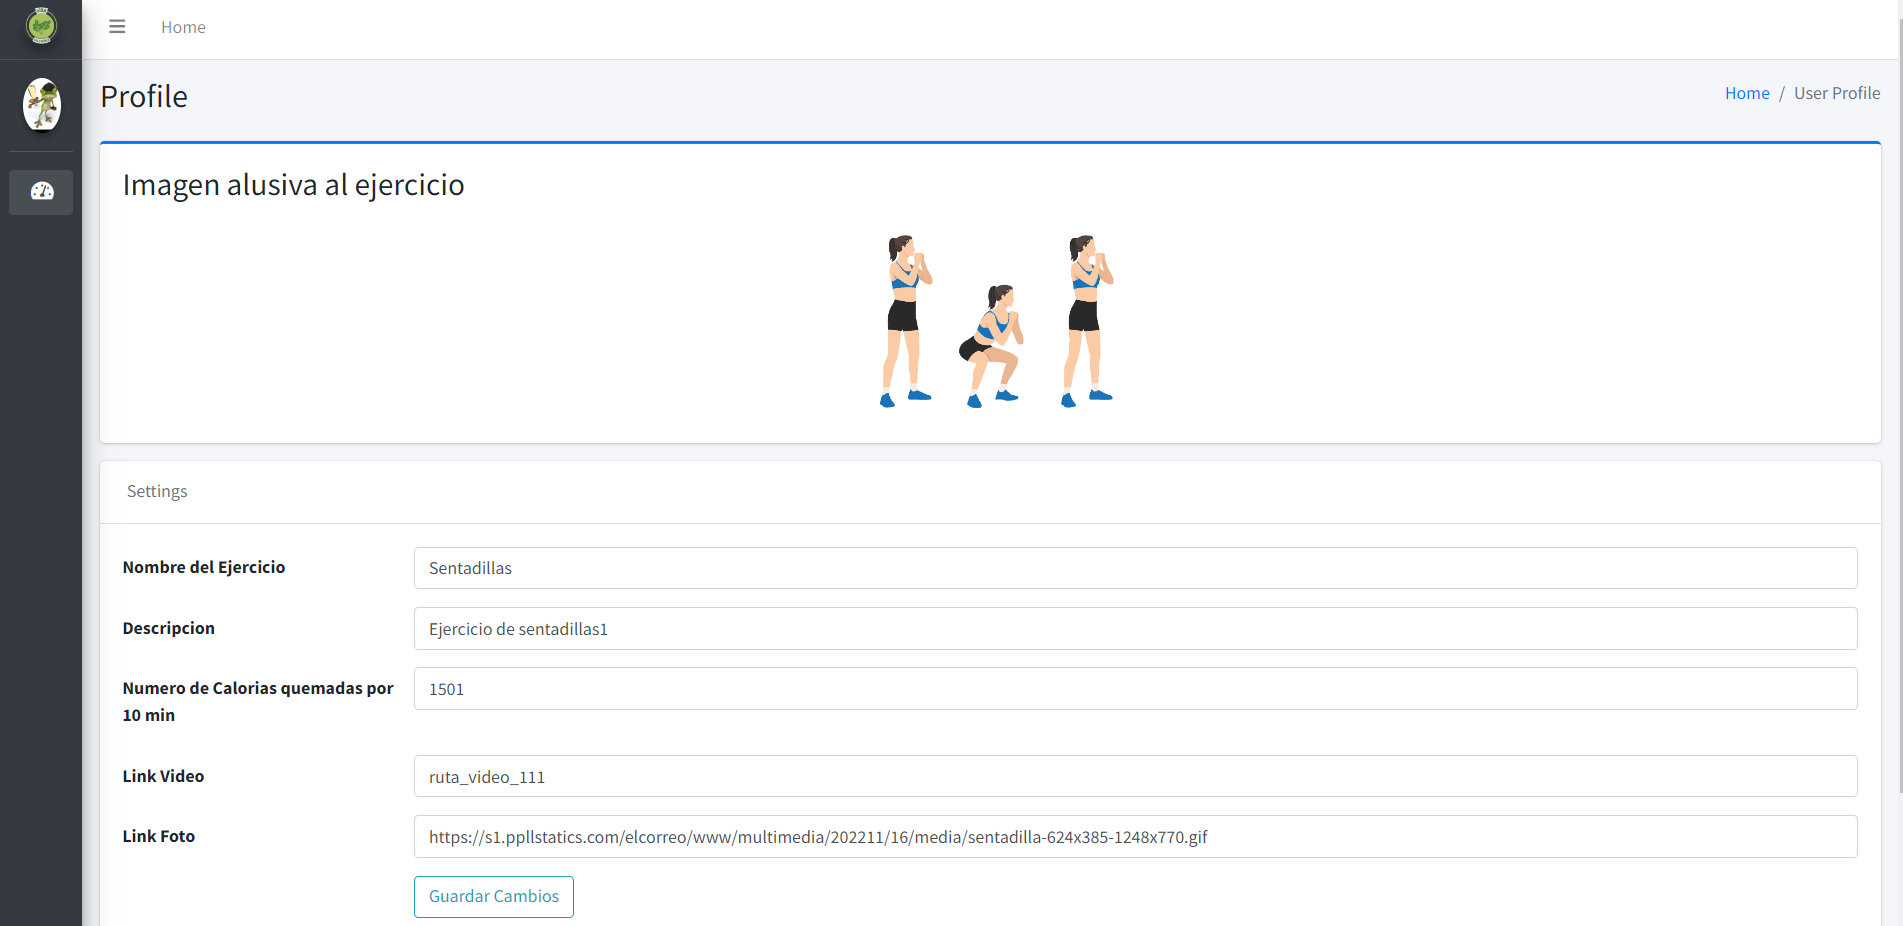 Home
Profile
Home / User Profile
Imagen alusiva al ejercicio
Settings
Nombre del Ejercicio
Sentadillas
Descripcion
Ejercicio de sentadillas1
Numero de Calorias quemadas por
10 min
1501
Link Video
ruta_video_111
Link Foto
https://s1.ppllstatics.com/elcorreo/www/multimedia/202211/16/media/sentadilla-624x385-1248x770.gif
Guardar Cambios